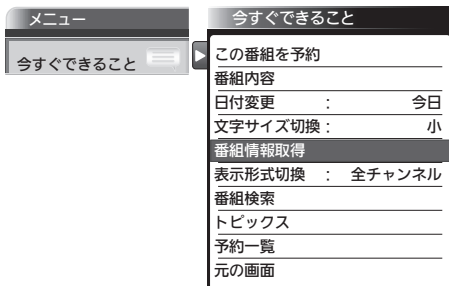 メニュー
今すぐできること
今すぐできること
この番組を予約
番組内容
日付変更 : 今日
文字サイズ切換 : 小
番組情報取得
表示形式切換 : 全チャンネル
番組検索
トピックス
予約一覧
元の画面